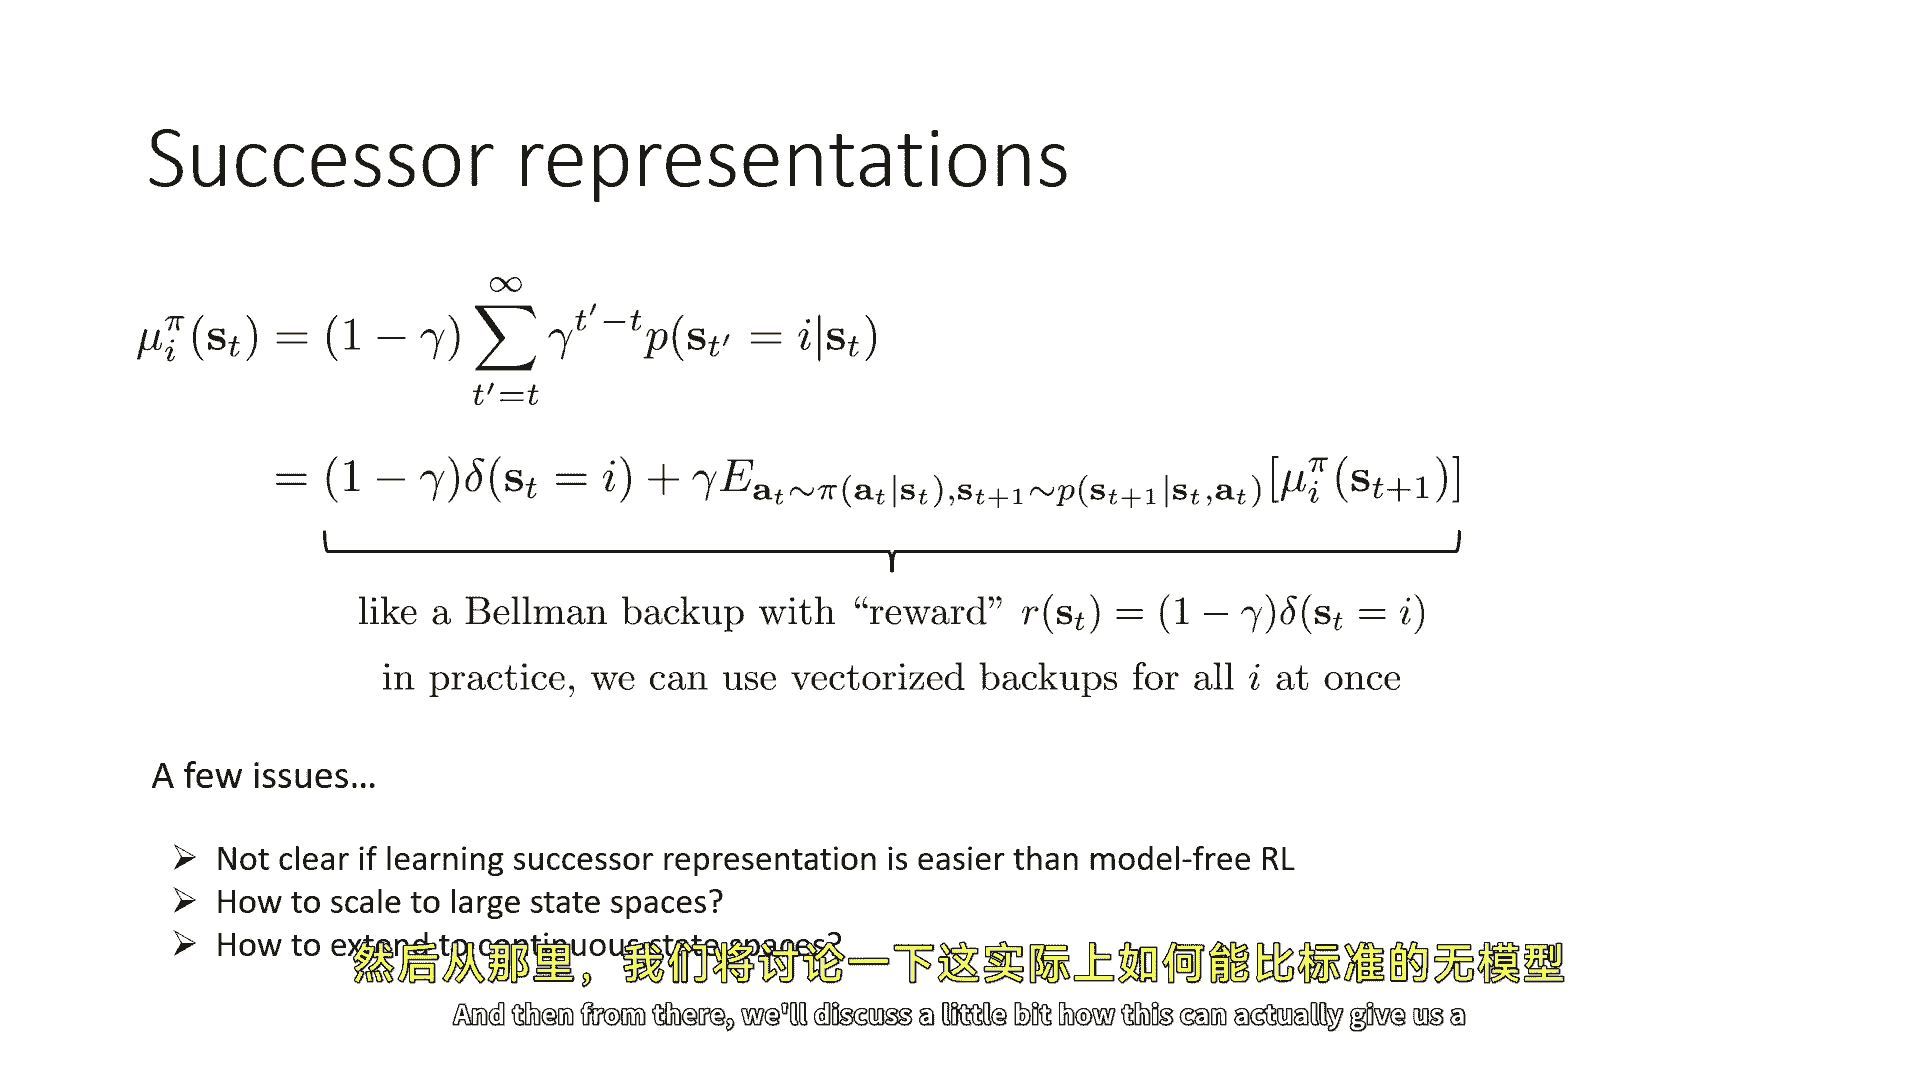 Successor representations
$\mu_i^\pi(\mathbf{s}_t) = (1-\gamma)\sum_{t'=t}^{\infty}\gamma^{t'-t}p(\mathbf{s}_{t'} = i|\mathbf{s}_t)$
$= (1-\gamma)\delta(\mathbf{s}_t = i) + \gamma E_{\mathbf{a}_t\sim\pi(\mathbf{a}_t|\mathbf{s}_t),\mathbf{s}_{t+1}\sim p(\mathbf{s}_{t+1}|\mathbf{s}_t,\mathbf{a}_t)}[\mu_i^\pi(\mathbf{s}_{t+1})]$
like a Bellman backup with “reward” $r(\mathbf{s}_t) = (1-\gamma)\delta(\mathbf{s}_t = i)$
in practice, we can use vectorized backups for all $i$ at once
A few issues…
➢ Not clear if learning successor representation is easier than model-free RL
➢ How to scale to large state spaces?
➢ How to extend to continuous state spaces?
然后从那里，我们将讨论一下这实际上如何能比标准的无模型
And then from there, we'll discuss a little bit how this can actually give us a